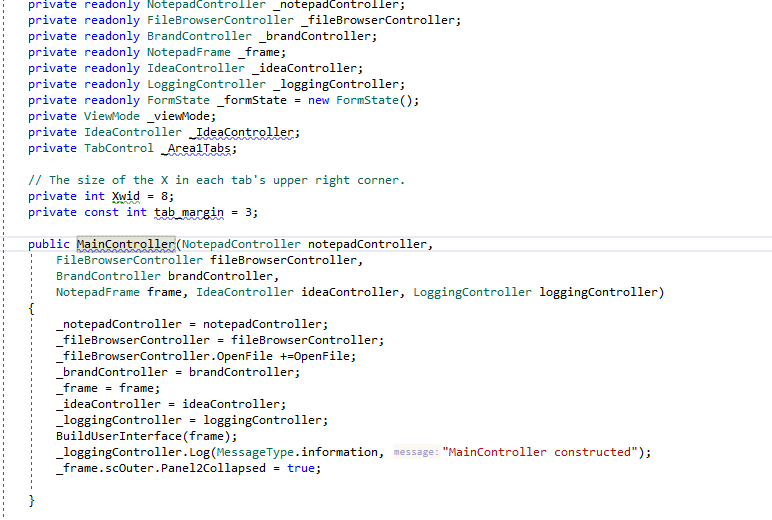 private readonly NotepadController _notepadController;
private readonly FileBrowserController _fileBrowserController;
private readonly BrandController _brandController;
private readonly NotepadFrame _frame;
private readonly IdeaController _ideaController;
private readonly LoggingController _loggingController;
private readonly FormState _formState = new FormState();
private ViewMode _viewMode;
private IdeaController _IdeaController;
private TabControl _Area1Tabs;
// The size of the X in each tab's upper right corner.
private int Xwid = 8;
private const int tab_margin = 3;
public MainController(NotepadController notepadController,
FileBrowserController fileBrowserController,
BrandController brandController,
NotepadFrame frame, IdeaController ideaController, LoggingController loggingController)
{
_notepadController = notepadController;
_fileBrowserController = fileBrowserController;
_fileBrowserController.OpenFile +=OpenFile;
_brandController = brandController;
_frame = frame;
_ideaController = ideaController;
_loggingController = loggingController;
BuildUserInterface(frame);
_loggingController.Log(MessageType.information, message: "MainController constructed");
_frame.scOuter.Panel2Collapsed = true;
}